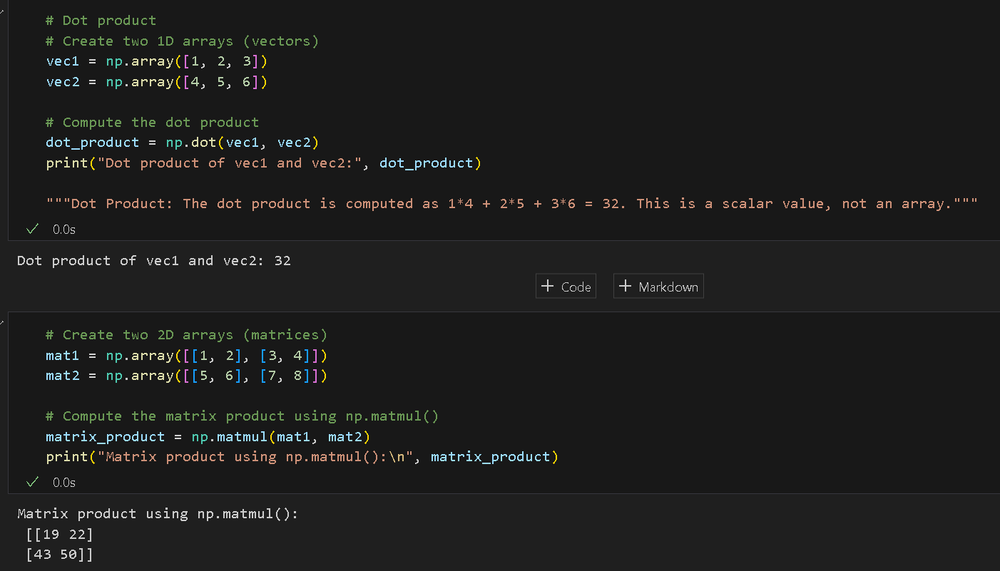 # Dot product
# Create two 1D arrays (vectors)
vec1 = np.array([1, 2, 3])
vec2 = np.array([4, 5, 6])
# Compute the dot product
dot_product = np.dot(vec1, vec2)
print("Dot product of vec1 and vec2:", dot_product)
"""Dot Product: The dot product is computed as 1*4 + 2*5 + 3*6 = 32. This is a scalar value, not an array."""
0.0s
Dot product of vec1 and vec2: 32
+ Code + Markdown
# Create two 2D arrays (matrices)
mat1 = np.array([[1, 2], [3, 4]])
mat2 = np.array([[5, 6], [7, 8]])
# Compute the matrix product using np.matmul()
matrix_product = np.matmul(mat1, mat2)
print("Matrix product using np.matmul():\n", matrix_product)
0.0s
Matrix product using np.matmul():
[[19 22]
[43 50]]